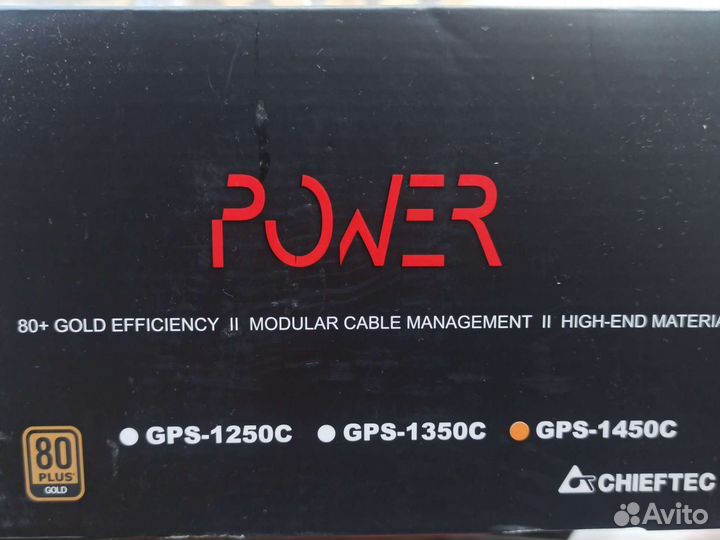 POWER
80+ GOLD EFFICIENCY II MODULAR CABLE MANAGEMENT II HIGH-END MATERIA
80 PLUS GOLD
GPS-1250C GPS-1350C GPS-1450C
CHIEFTEC
Avito